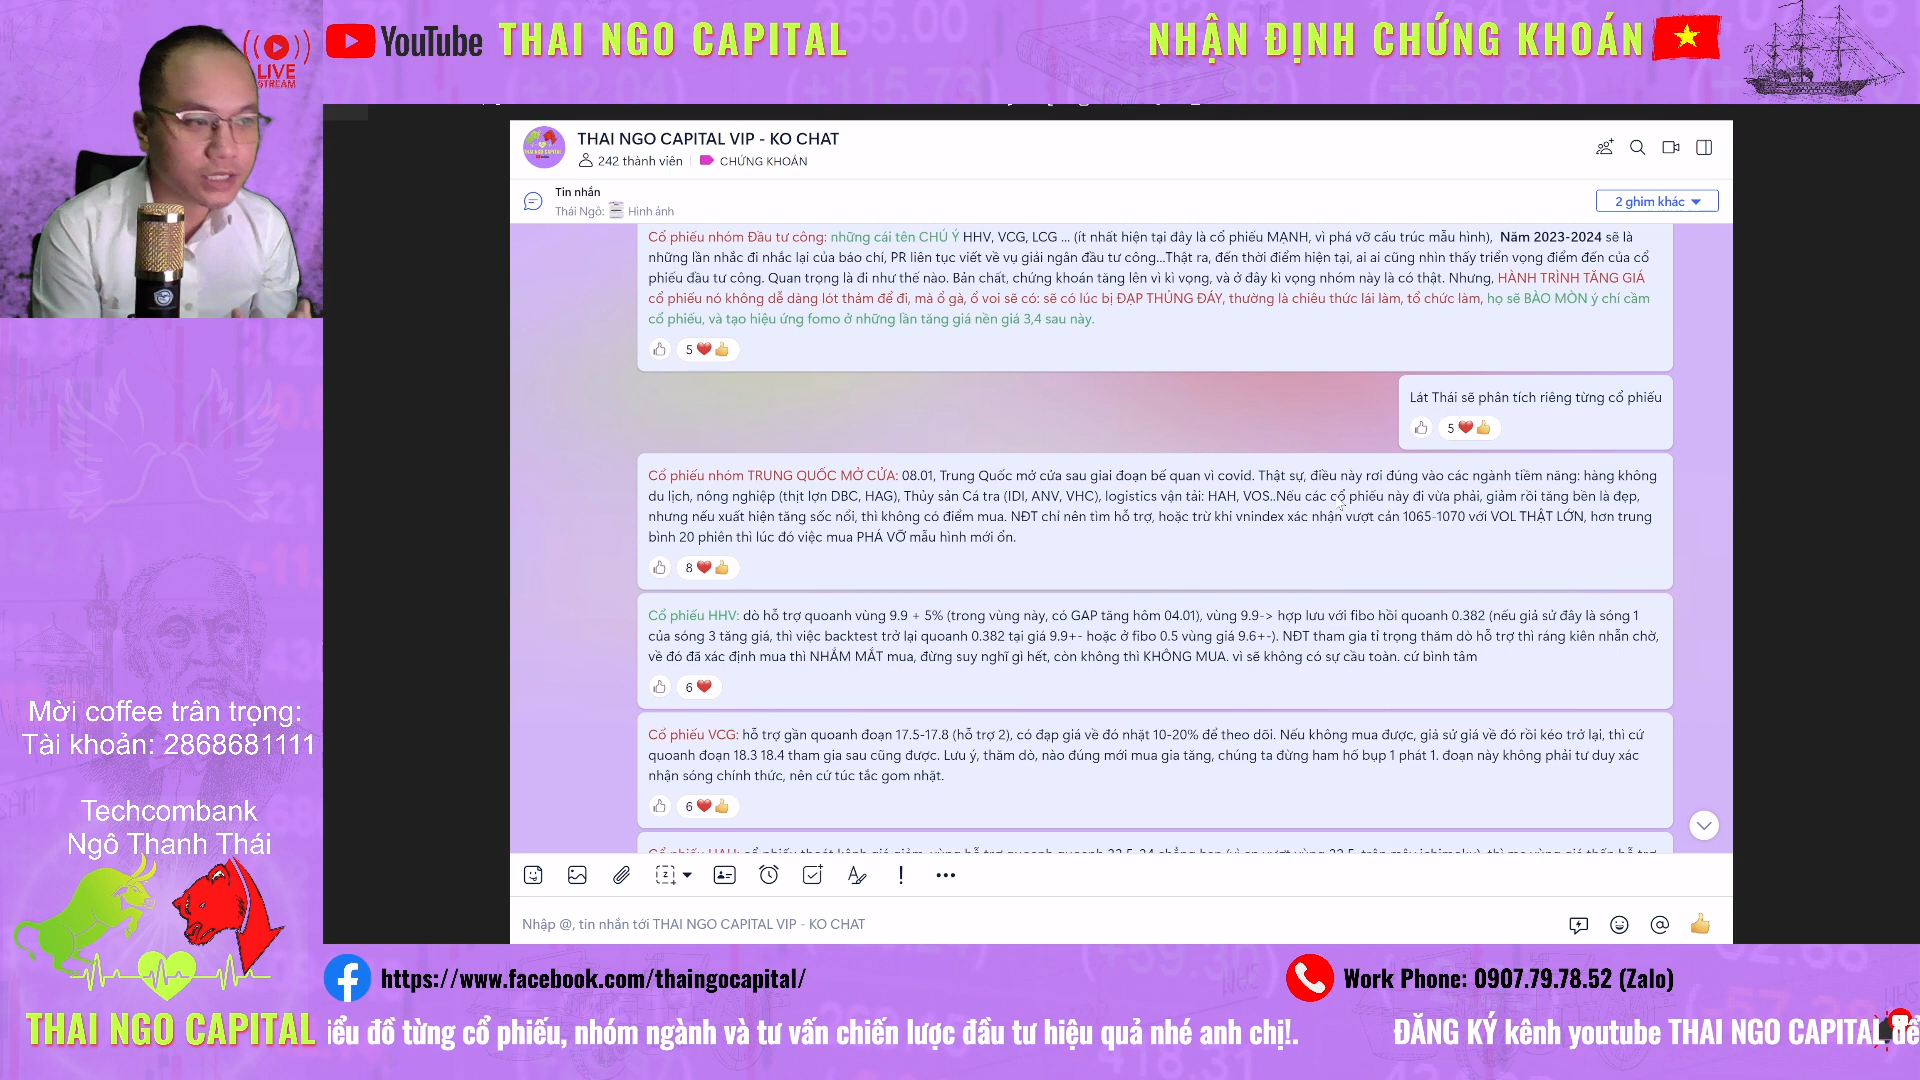 LIVE
STREAM
YouTube THAI NGO CAPITAL
NHẬN ĐỊNH CHỨNG KHOÁN
THAI NGO CAPITAL VIP - KO CHAT
242 thành viên
CHỨNG KHOÁN
Tin nhắn
Thái Ngô: Hình ảnh
2 ghim khác
Cổ phiếu nhóm Đầu tư công: những cái tên CHÚ Ý HHV, VCG, LCG ... (ít nhất hiện tại đây là cổ phiếu MẠNH, vì phá vỡ cấu trúc mẫu hình), Năm 2023-2024 sẽ là
những lần nhắc đi nhắc lại của báo chí, PR liên tục viết về vụ giải ngân đầu tư công...Thật ra, đến thời điểm hiện tại, ai ai cũng nhìn thấy triển vọng điểm đến của cổ
phiếu đầu tư công. Quan trọng là đi như thế nào. Bản chất, chứng khoán tăng lên vì kì vọng, và ở đây kì vọng nhóm này là có thật. Nhưng, HÀNH TRÌNH TĂNG GIÁ
cổ phiếu nó không dễ dàng lót thảm để đi, mà ổ gà, ổ voi sẽ có: sẽ có lúc bị ĐẠP THỦNG ĐÁY, thường là chiêu thức lái làm, tổ chức làm, họ sẽ BÀO MÒN ý chí cầm
cổ phiếu, và tạo hiệu ứng fomo ở những lần tăng giá nền giá 3,4 sau này.
5
Lát Thái sẽ phân tích riêng từng cổ phiếu
5
Cổ phiếu nhóm TRUNG QUỐC MỞ CỬA: 08.01, Trung Quốc mở cửa sau giai đoạn bế quan vì covid. Thật sự, điều này rơi đúng vào các ngành tiềm năng: hàng không
du lịch, nông nghiệp (thịt lợn DBC, HAG), Thủy sản Cá tra (IDI, ANV, VHC), logistics vận tải: HAH, VOS..Nếu các cổ phiếu này đi vừa phải, giảm rồi tăng bền là đẹp,
nhưng nếu xuất hiện tăng sốc nổi, thì không có điểm mua. NĐT chỉ nên tìm hỗ trợ, hoặc trừ khi vnindex xác nhận vượt cản 1065-1070 với VOL THẬT LỚN, hơn trung
bình 20 phiên thì lúc đó việc mua PHÁ VỠ mẫu hình mới ổn.
8
Cổ phiếu HHV: dò hỗ trợ quoanh vùng 9.9 + 5% (trong vùng này, có GAP tăng hôm 04.01), vùng 9.9-> hợp lưu với fibo hồi quoanh 0.382 (nếu giả sử đây là sóng 1
của sóng 3 tăng giá, thì việc backtest trở lại quoanh 0.382 tại giá 9.9+- hoặc ở fibo 0.5 vùng giá 9.6+-). NĐT tham gia tỉ trọng thăm dò hỗ trợ thì ráng kiên nhẫn chờ,
về đó đã xác định mua thì NHẮM MẮT mua, đừng suy nghĩ gì hết, còn không thì KHÔNG MUA. vì sẽ không có sự cầu toàn. cứ bình tâm
6
Cổ phiếu VCG: hỗ trợ gần quoanh đoạn 17.5-17.8 (hỗ trợ 2), có đạp giá về đó nhặt 10-20% để theo dõi. Nếu không mua được, giả sử giá về đó rồi kéo trở lại, thì cứ
quoanh đoạn 18.3 18.4 tham gia sau cũng được. Lưu ý, thăm dò, nào đúng mới mua gia tăng, chúng ta đừng ham hố bụp 1 phát 1. đoạn này không phải tư duy xác
nhận sóng chính thức, nên cứ túc tắc gom nhặt.
6
Nhập @, tin nhắn tới THAI NGO CAPITAL VIP - KO CHAT
Mời coffee trân trọng:
Tài khoản: 2868681111
Techcombank
Ngô Thanh Thái
THAI NGO CAPITAL
https://www.facebook.com/thaingocapital/
Work Phone: 0907.79.78.52 (Zalo)
iểu đồ từng cổ phiếu, nhóm ngành và tư vấn chiến lược đầu tư hiệu quả nhé anh chị!.
ĐĂNG KÝ kênh youtube THAI NGO CAPITAL để